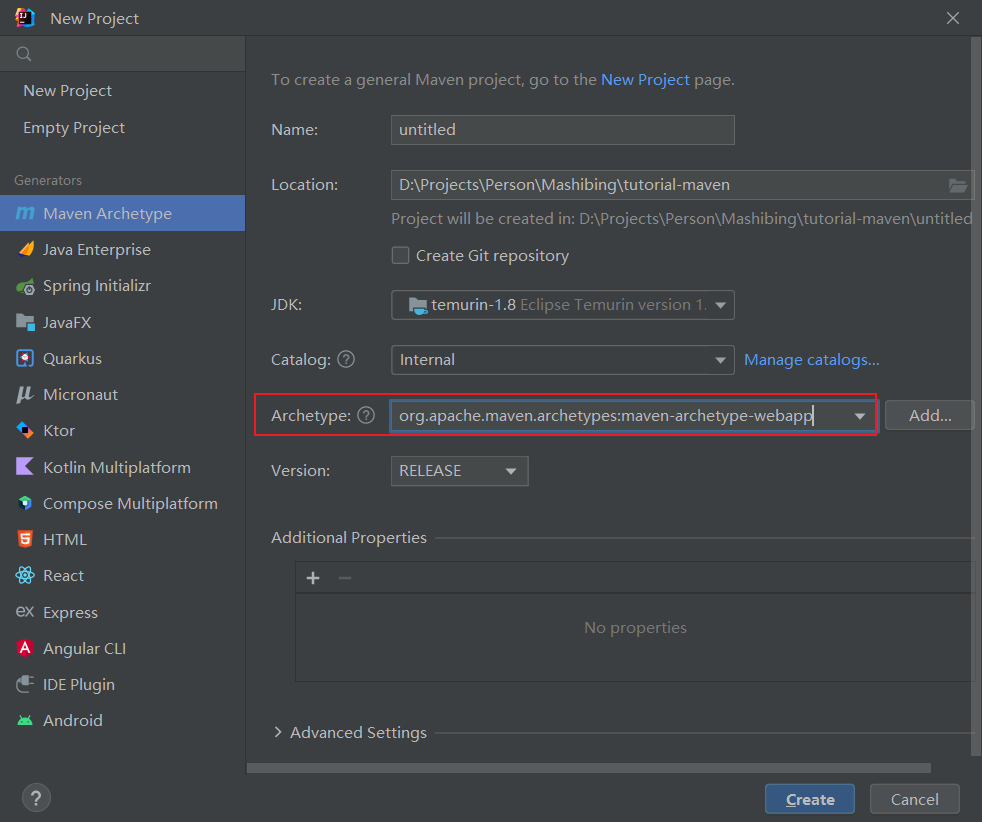 New Project
New Project
Empty Project
Generators
Maven Archetype
Java Enterprise
Spring Initializr
JavaFX
Quarkus
Micronaut
Ktor
Kotlin Multiplatform
Compose Multiplatform
HTML
React
ex Express
Angular CLI
IDE Plugin
Android
To create a general Maven project, go to the New Project page.
Name: untitled
Location: D:\Projects\Person\Mashibing\tutorial-maven
Project will be created in: D:\Projects\Person\Mashibing\tutorial-maven\untitled
Create Git repository
JDK: temurin-1.8 Eclipse Temurin version 1.
Catalog: ? Internal Manage catalogs...
Archetype: ? org.apache.maven.archetypes:maven-archetype-webapp Add...
Version: RELEASE
Additional Properties
No properties
Advanced Settings
? Create Cancel